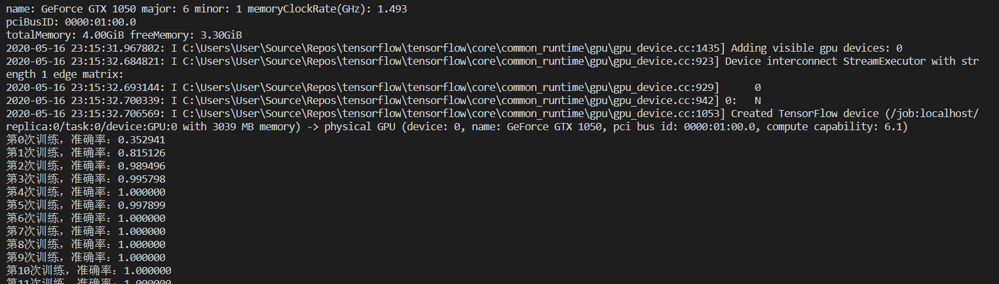 name: GeForce GTX 1050 major: 6 minor: 1 memoryClockRate(GHz): 1.493
pciBusID: 0000:01:00.0
totalMemory: 4.00GiB freeMemory: 3.30GiB
2020-05-16 23:15:31.967802: I C:\Users\User\Source\Repos\tensorflow\tensorflow\core\common_runtime\gpu\gpu_device.cc:1435] Adding visible gpu devices: 0
2020-05-16 23:15:32.684821: I C:\Users\User\Source\Repos\tensorflow\tensorflow\core\common_runtime\gpu\gpu_device.cc:923] Device interconnect StreamExecutor with str
ength 1 edge matrix:
2020-05-16 23:15:32.693144: I C:\Users\User\Source\Repos\tensorflow\tensorflow\core\common_runtime\gpu\gpu_device.cc:929]      0
2020-05-16 23:15:32.700339: I C:\Users\User\Source\Repos\tensorflow\tensorflow\core\common_runtime\gpu\gpu_device.cc:942] 0:   N
2020-05-16 23:15:32.706569: I C:\Users\User\Source\Repos\tensorflow\tensorflow\core\common_runtime\gpu\gpu_device.cc:1053] Created TensorFlow device (/job:localhost/
replica:0/task:0/device:GPU:0 with 3039 MB memory) -> physical GPU (device: 0, name: GeForce GTX 1050, pci bus id: 0000:01:00.0, compute capability: 6.1)
第0次训练，准确率：0.352941
第1次训练，准确率：0.815126
第2次训练，准确率：0.989496
第3次训练，准确率：0.995798
第4次训练，准确率：1.000000
第5次训练，准确率：0.997899
第6次训练，准确率：1.000000
第7次训练，准确率：1.000000
第8次训练，准确率：1.000000
第9次训练，准确率：1.000000
第10次训练，准确率：1.000000
第11次训练，准确率：1.000000